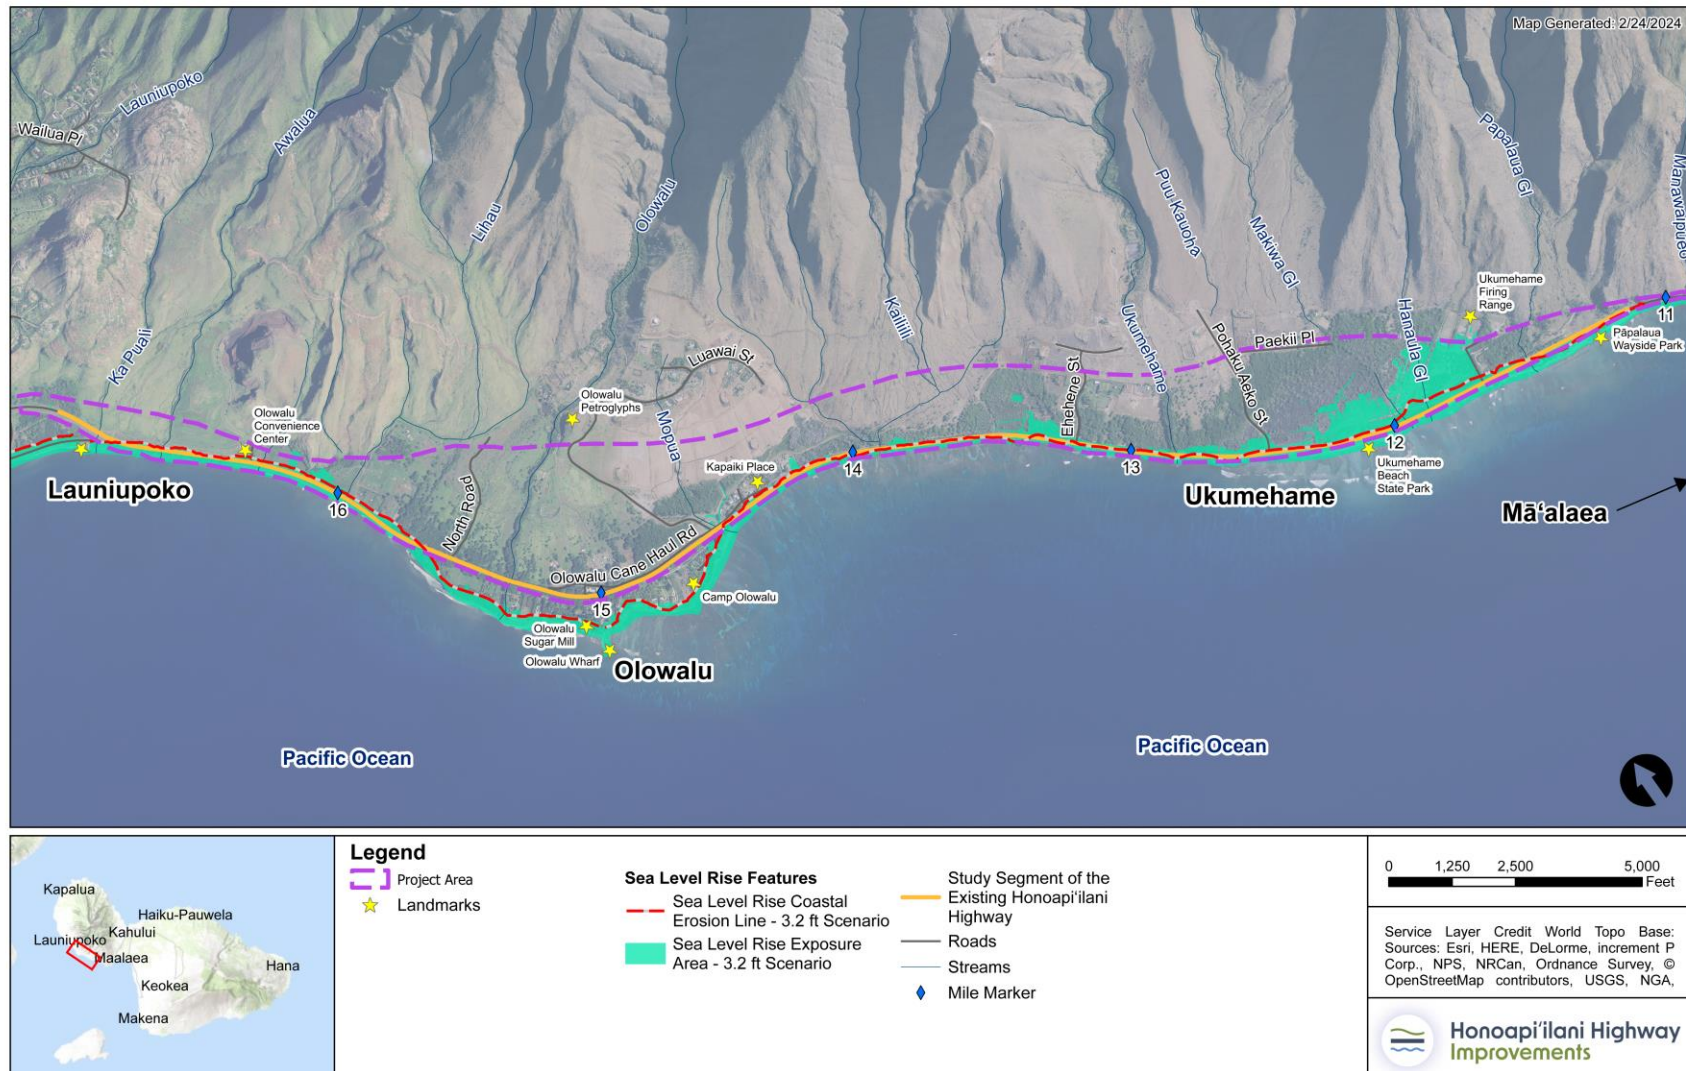 Map Generated: 2/24/2024
Launiupoko
Wailua Pl
Awalua
Lihau
Olowalu
Ka Puali
Kailiili
Puu Kauoha
Makiwa Gl
Papalaua Gl
Ukumehame
Hanaula Gl
Mopua
Luawai St
Ehehene St
Pohaku Aeko St
Paekii Pl
North Road
Olowalu Cane Haul Rd
Ukumehame
Firing
Range
Pāpalaua
Wayside Park
11
12
13
14
15
16
Olowalu
Convenience
Center
Olowalu
Petroglyphs
Kapaiki Place
Camp Olowalu
Olowalu
Sugar Mill
Olowalu Wharf
Ukumehame
Beach
State Park
Launiupoko
Olowalu
Ukumehame
Mā‘alaea
Pacific Ocean
Pacific Ocean
Kapalua
Haiku-Pauwela
Kahului
Launiupoko
Maalaea
Hana
Keokea
Makena
Legend
Project Area
Landmarks
Sea Level Rise Features
Sea Level Rise Coastal
Erosion Line - 3.2 ft Scenario
Sea Level Rise Exposure
Area - 3.2 ft Scenario
Study Segment of the
Existing Honoapi‘ilani
Highway
Roads
Streams
Mile Marker
0 1,250 2,500 5,000
Feet
Service Layer Credit World Topo Base:
Sources: Esri, HERE, DeLorme, increment P
Corp., NPS, NRCan, Ordnance Survey, ©
OpenStreetMap contributors, USGS, NGA,
Honoapi‘ilani Highway
Improvements